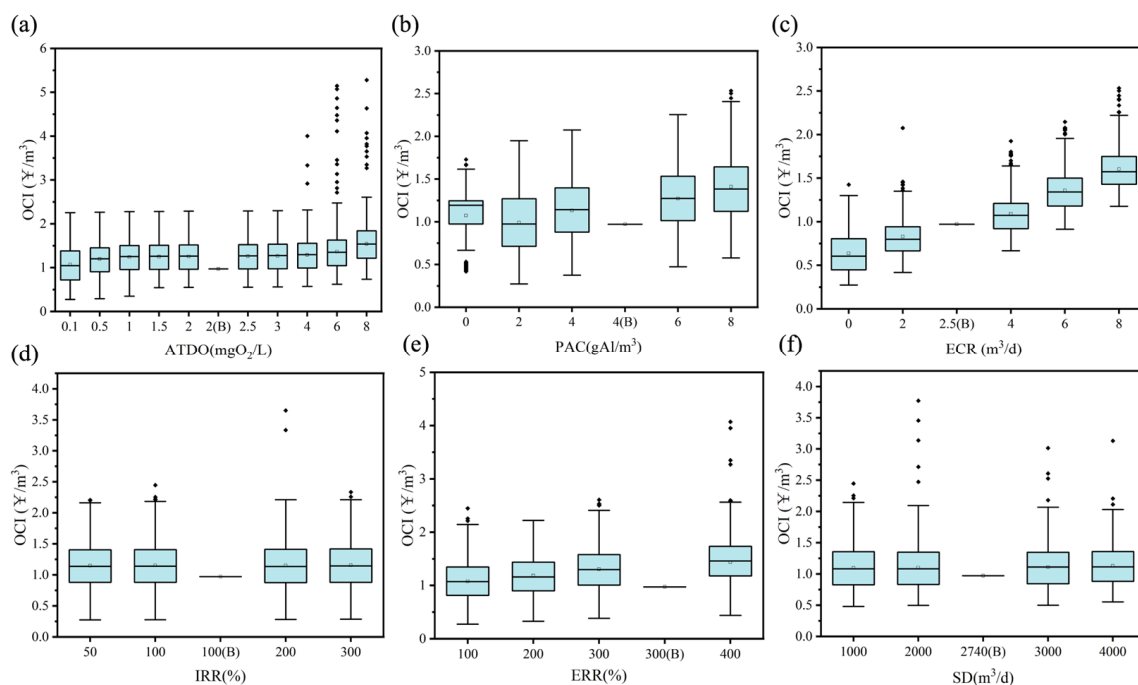 (a)
6
5
4
3
2
1
0
OCI (¥/m³)
0.1 0.5 1 1.5 2 2(B) 2.5 3 4 6 8
ATDO(mgO₂/L)
(b)
3.0
2.5
2.0
1.5
1.0
0.5
0.0
OCI (¥/m³)
0 2 4 4(B) 6 8
PAC(gAl/m³)
(c)
3.0
2.5
2.0
1.5
1.0
0.5
0.0
OCI (¥/m³)
0 2 2.5(B) 4 6 8
ECR (m³/d)
(d)
4.0
3.5
3.0
2.5
2.0
1.5
1.0
0.5
0.0
OCI (¥/m³)
50 100 100(B) 200 300
IRR(%)
(e)
5
4
3
2
1
0
OCI (¥/m³)
100 200 300 300(B) 400
ERR(%)
(f)
4.0
3.5
3.0
2.5
2.0
1.5
1.0
0.5
0.0
OCI (¥/m³)
1000 2000 2740(B) 3000 4000
SD(m³/d)